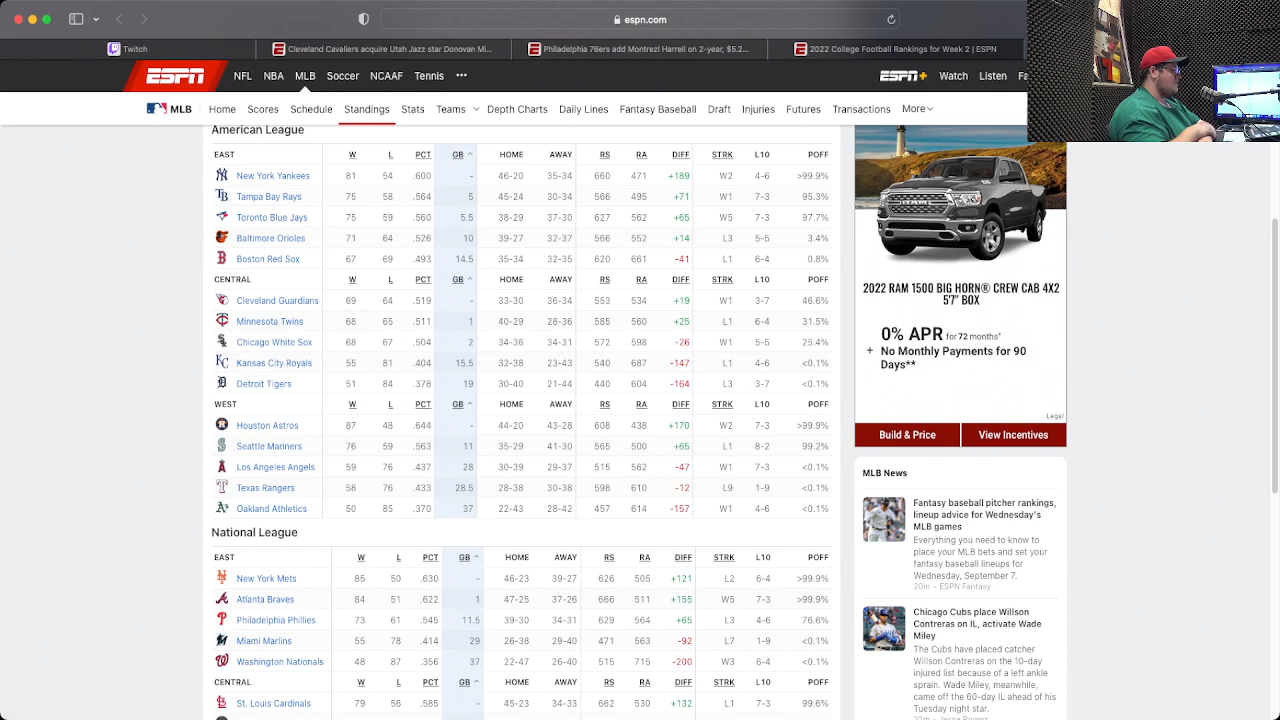 espn.com
Twitch
Cleveland Cavaliers acquire Utah Jazz star Donovan Mi...
Philadelphia 76ers add Montrezl Harrell on 2-year, $5.2...
2022 College Football Rankings for Week 2 | ESPN
ESPN NFL NBA MLB Soccer NCAAF Tennis ••• ESPN+ Watch Listen Fa
MLB Home Scores Schedule Standings Stats Teams Depth Charts Daily Lines Fantasy Baseball Draft Injuries Futures Transactions More
American League
EAST W L PCT GB HOME AWAY RS RA DIFF STRK L10 POFF
New York Yankees 81 54 .600 - 46-20 35-34 660 471 +189 W2 4-6 >99.9%
Tampa Bay Rays 75 58 .564 5 45-24 30-34 566 495 +71 W1 7-3 95.3%
Toronto Blue Jays 59 .560 38-29 37-30 627 +65 7-3 97.7%
Baltimore Orioles 71 64 .526 10 39-27 32-37 566 552 +14 L3 5-5 3.4%
Boston Red Sox 67 69 .493 14.5 35-34 32-35 620 661 -41 L1 6-4 0.8%
CENTRAL W L PCT GB HOME AWAY RS RA DIFF STRK L10 POFF
Cleveland Guardians 64 .519 - 33-30 36-34 553 534 +19 W1 3-7 46.6%
Minnesota Twins 68 65 .511 1 40-29 28-36 585 560 +25 L1 6-4 31.5%
Chicago White Sox 68 67 .504 2 34-36 34-31 572 598 -26 W1 5-5 25.4%
Kansas City Royals 55 81 .404 15.5 32-38 23-43 540 687 -147 L1 4-6 <0.1%
Detroit Tigers 51 84 .378 30-40 21-44 440 604 -164 L3 3-7 <0.1%
WEST W L PCT GB HOME AWAY RS RA DIFF STRK L10 POFF
Houston Astros 48 .644 - 44-20 43-28 608 438 +170 W2 7-3 >99.9%
Seattle Mariners 76 59 .563 11 35-29 41-30 565 500 +65 L1 8-2 99.2%
Los Angeles Angels 59 76 .437 28 30-39 29-37 515 562 -47 W1 7-3 <0.1%
Texas Rangers 58 76 .433 28.5 28-38 30-38 598 610 -12 L9 1-9 <0.1%
Oakland Athletics 85 .370 37 22-43 28-42 457 614 -157 W1 4-6 <0.1%
National League
EAST W L PCT GB HOME AWAY RS RA DIFF STRK L10 POFF
New York Mets 85 50 .630 - 46-23 39-27 626 505 +121 L2 6-4 >99.9%
Atlanta Braves 84 51 .622 1 47-25 37-26 666 511 +155 W5 7-3 >99.9%
Philadelphia Phillies 73 61 .545 11.5 39-30 34-31 629 564 +65 L3 4-6 76.6%
Miami Marlins 55 78 .414 29 26-38 29-40 471 563 -92 W1 1-9 <0.1%
Washington Nationals 48 87 .356 37 22-47 26-40 515 715 -200 W3 6-4 <0.1%
CENTRAL W L PCT GB HOME AWAY RS RA DIFF STRK L10 POFF
St. Louis Cardinals 79 56 .585 - 530 +132 L1 7-3 99.6%
RAM
2022 RAM 1500 BIG HORN® CREW CAB 4X2
5'7" BOX
0% APR for 72 months*
+ No Monthly Payments for 90
Days**
Legal
Build & Price View Incentives
MLB News
Fantasy baseball pitcher rankings,
lineup advice for Wednesday's
MLB games
Everything you need to know to
place your MLB bets and set your
fantasy baseball lineups for
Wednesday, September 7.
20m • ESPN Fantasy
Chicago Cubs place Willson
Contreras on IL, activate Wade
Miley
The Cubs have placed catcher
Willson Contreras on the 10-day
injured list because of a left ankle
sprain. Wade Miley, meanwhile,
came off the 60-day IL ahead of his
Tuesday night star.